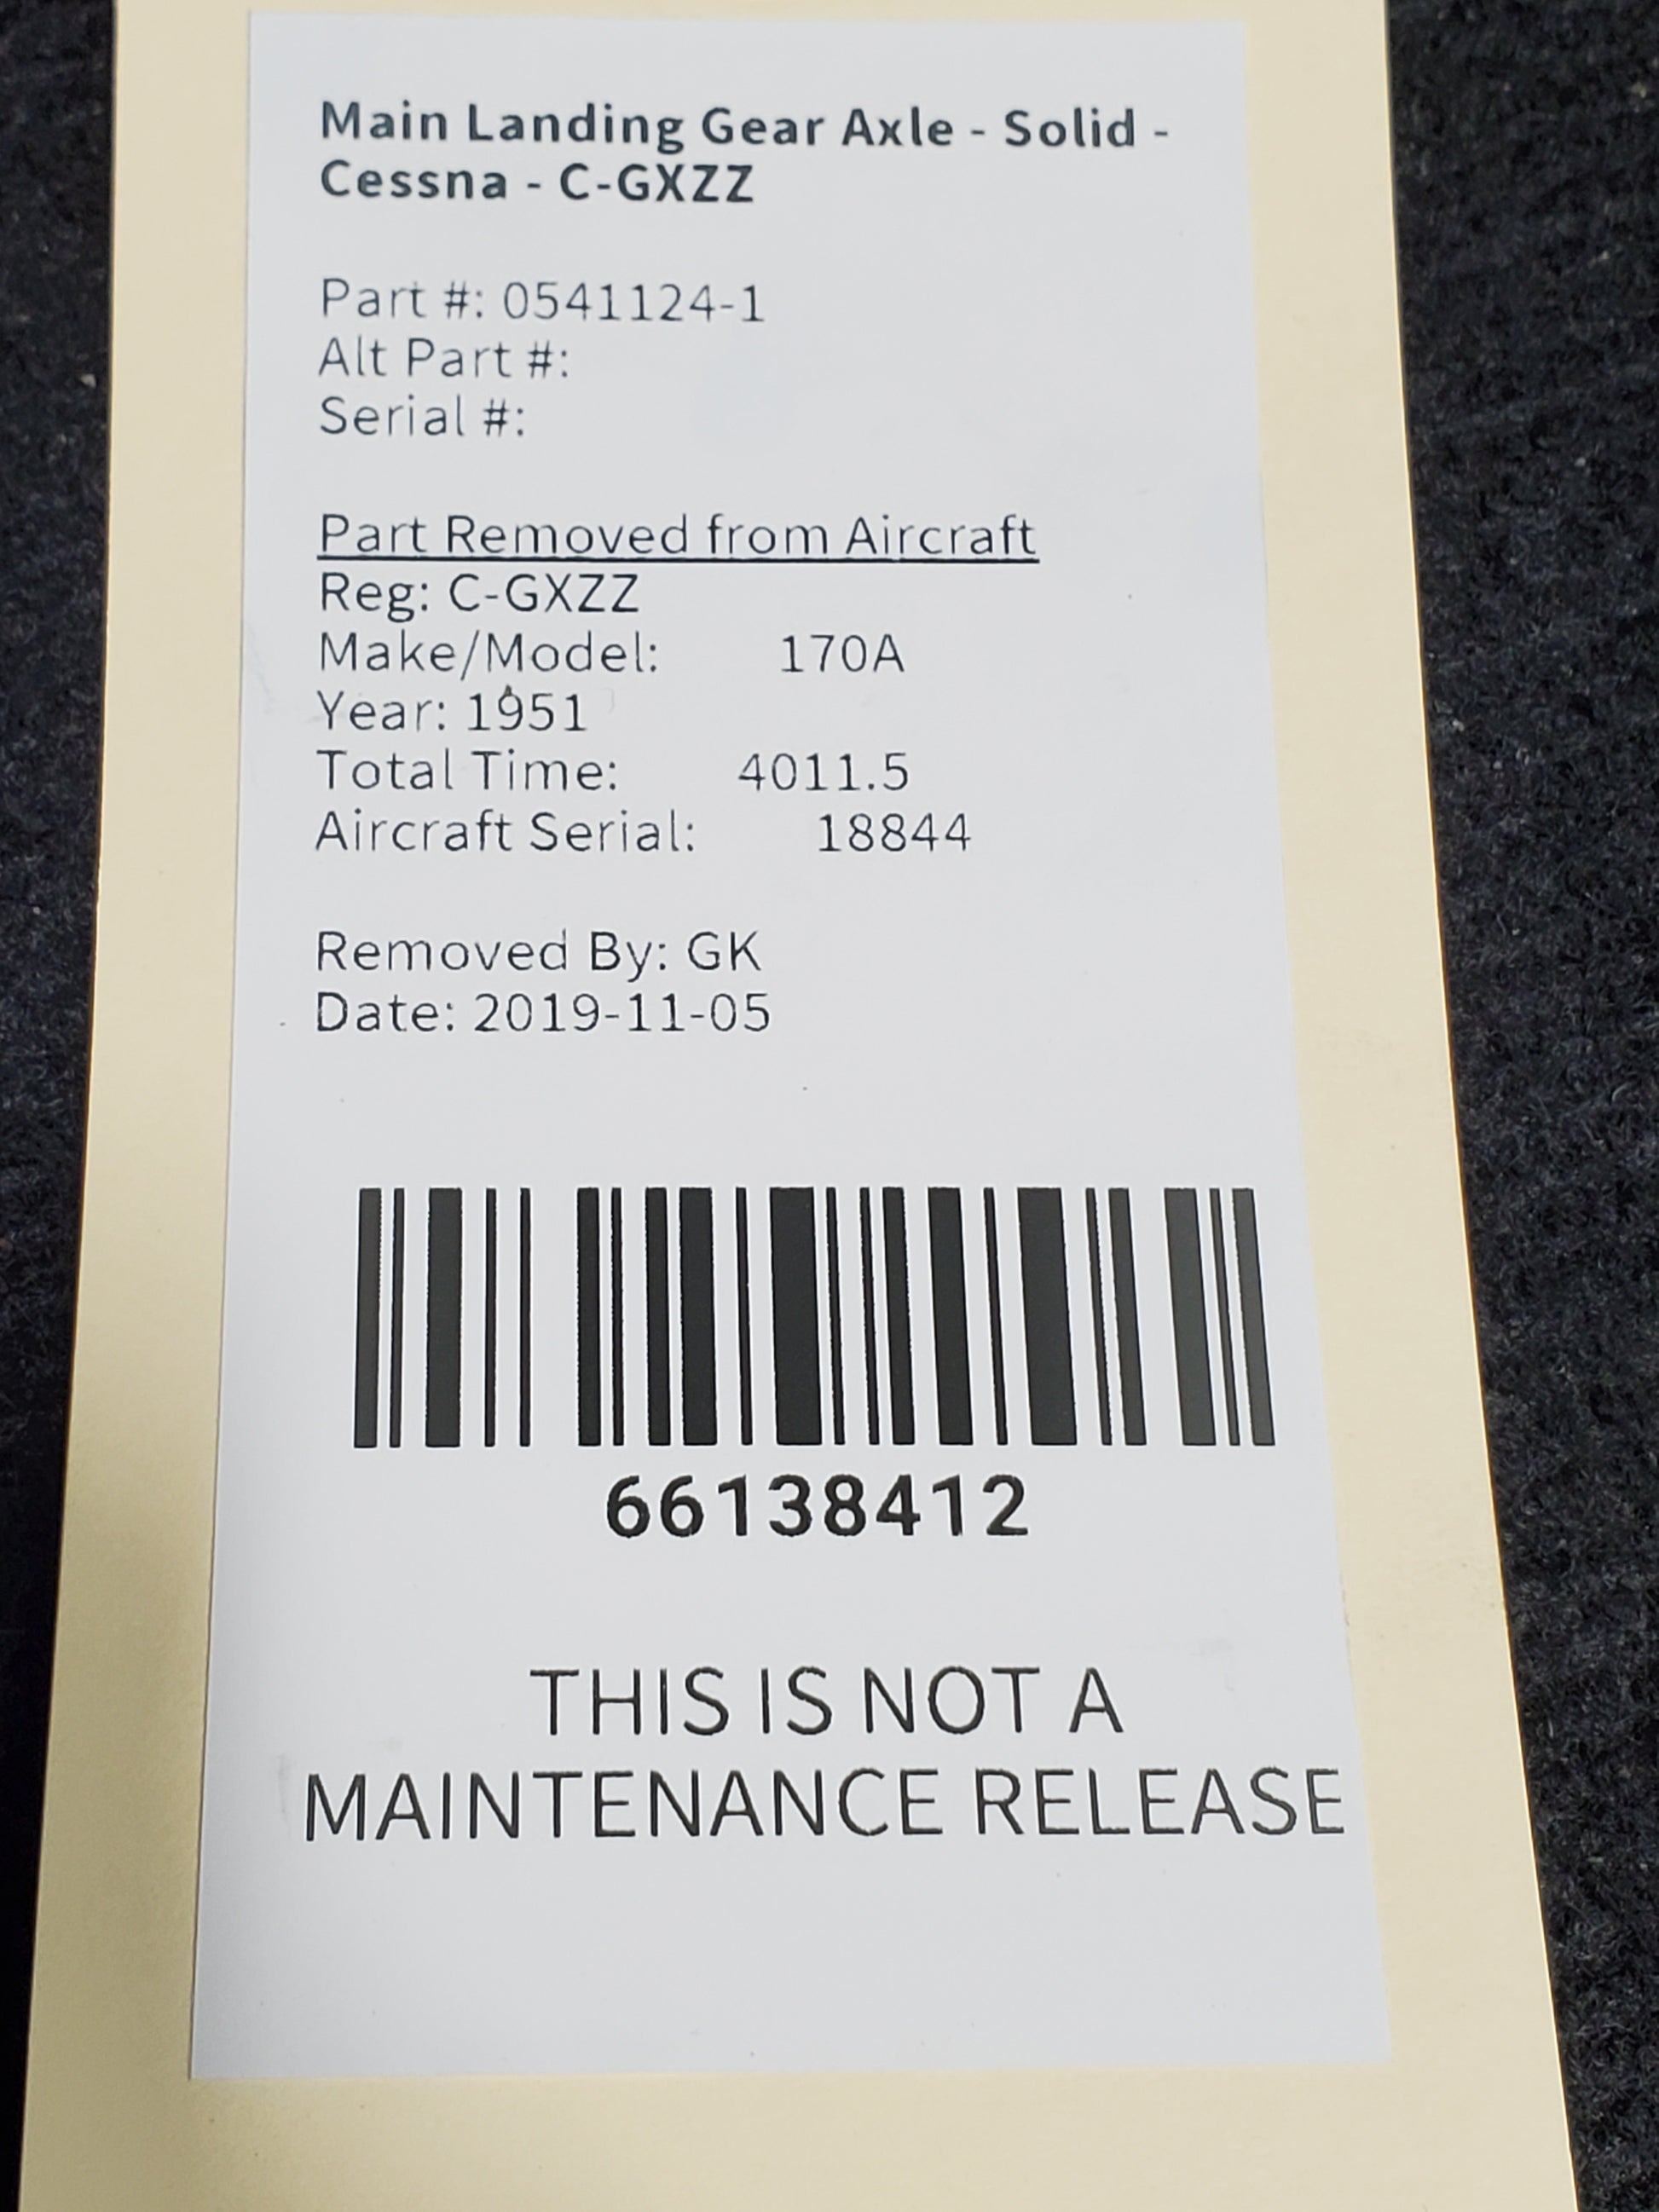 Main Landing Gear Axle - Solid -
Cessna - C-GXZZ
Part #: 0541124-1
Alt Part #:
Serial #:
Part Removed from Aircraft
Reg: C-GXZZ
Make/Model: 170A
Year: 1951
Total Time: 4011.5
Aircraft Serial: 18844
Removed By: GK
Date: 2019-11-05
66138412
THIS IS NOT A
MAINTENANCE RELEASE